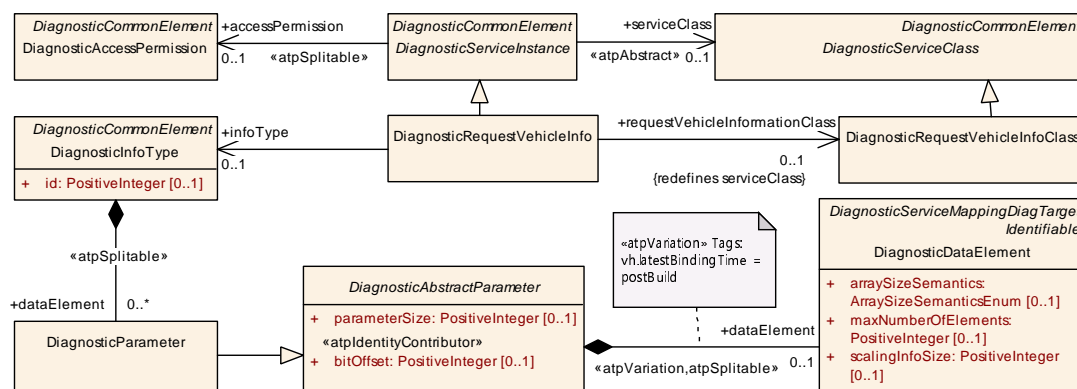 DiagnosticCommonElement
DiagnosticAccessPermission
+accessPermission
0..1
«atpSplitable»
DiagnosticCommonElement
DiagnosticServiceInstance
+serviceClass
«atpAbstract»
0..1
DiagnosticCommonElement
DiagnosticServiceClass
DiagnosticCommonElement
DiagnosticInfoType
+ id: PositiveInteger [0..1]
+infoType
0..1
DiagnosticRequestVehicleInfo
+requestVehicleInformationClass
0..1
{redefines serviceClass}
DiagnosticRequestVehicleInfoClass
«atpSplitable»
+dataElement
0..*
DiagnosticParameter
DiagnosticAbstractParameter
+ parameterSize: PositiveInteger [0..1]
«atpIdentityContributor»
+ bitOffset: PositiveInteger [0..1]
«atpVariation» Tags:
vh.latestBindingTime =
postBuild
+dataElement
0..1
«atpVariation,atpSplitable»
DiagnosticServiceMappingDiagTarget
Identifiable
DiagnosticDataElement
+ arraySizeSemantics:
ArraySizeSemanticsEnum [0..1]
+ maxNumberOfElements:
PositiveInteger [0..1]
+ scalingInfoSize: PositiveInteger
[0..1]